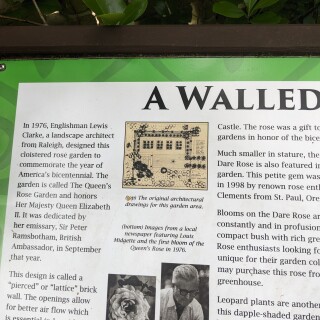 A WALLED
In 1976, Englishman Lewis
Clarke, a landscape architect
from Raleigh, designed this
cloistered rose garden to
commemorate the year of
America's bicentennial. The
garden is called The Queen's
Rose Garden and honors
Her Majesty Queen Elizabeth
II. It was dedicated by
her emissary, Sir Peter
Ramsbotham, British
Ambassador, in September
that year.
This design is called a
"pierced" or "lattice" brick
wall. The openings allow
for better air flow which
is essential to
The original architectural
drawings for this garden area.
(bottom) Images from a local
newspaper featuring Louis
Midgette and the first bloom of the
Queen's Rose in 1976.
Castle. The rose was a gift to
gardens in honor of the bice
Much smaller in stature, the
Dare Rose is also featured i
garden. This petite gem was
in 1998 by renown rose enth
Clements from St. Paul, Ore
Blooms on the Dare Rose ar
constantly and in profusion
compact bush with rich gre
Rose enthusiasts looking fo
unique for their garden col
may purchase this rose fro
greenhouse.
Leopard plants are another
this dapple-shaded garden